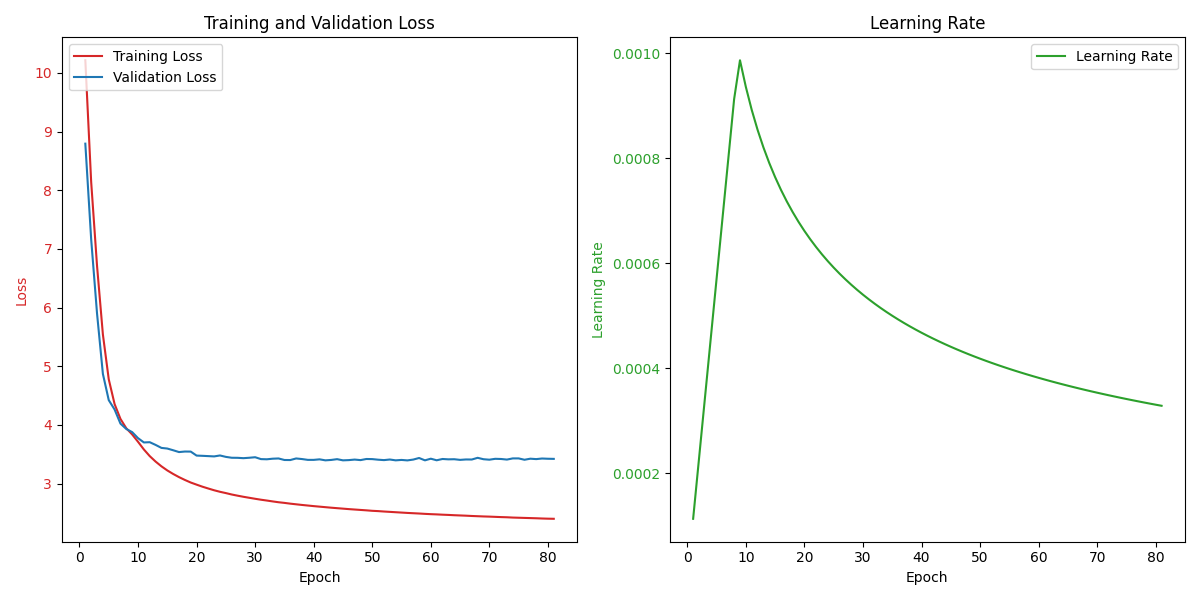 Training and Validation Loss
Training Loss
Validation Loss
Loss
10
9
8
7
6
5
4
3
0 10 20 30 40 50 60 70 80
Epoch
Learning Rate
Learning Rate
Learning Rate
0.0010
0.0008
0.0006
0.0004
0.0002
0 10 20 30 40 50 60 70 80
Epoch